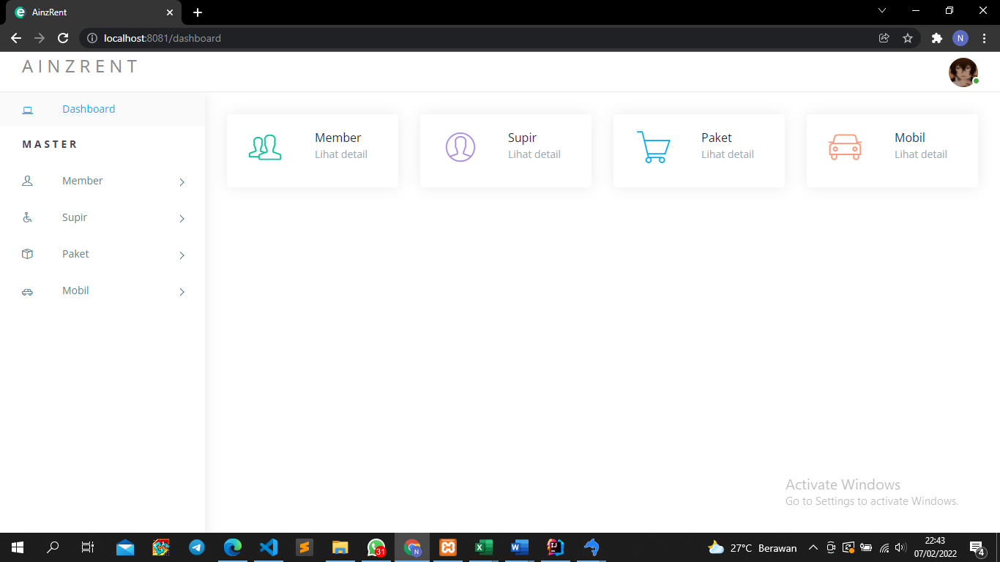 AinzRent
localhost:8081/dashboard
N
AINZRENT
Dashboard
MASTER
Member
Supir
Paket
Mobil
Member
Lihat detail
Supir
Lihat detail
Paket
Lihat detail
Mobil
Lihat detail
Activate Windows
Go to Settings to activate Windows.
31
N
IJ
27°C Berawan
22:43
07/02/2022
4